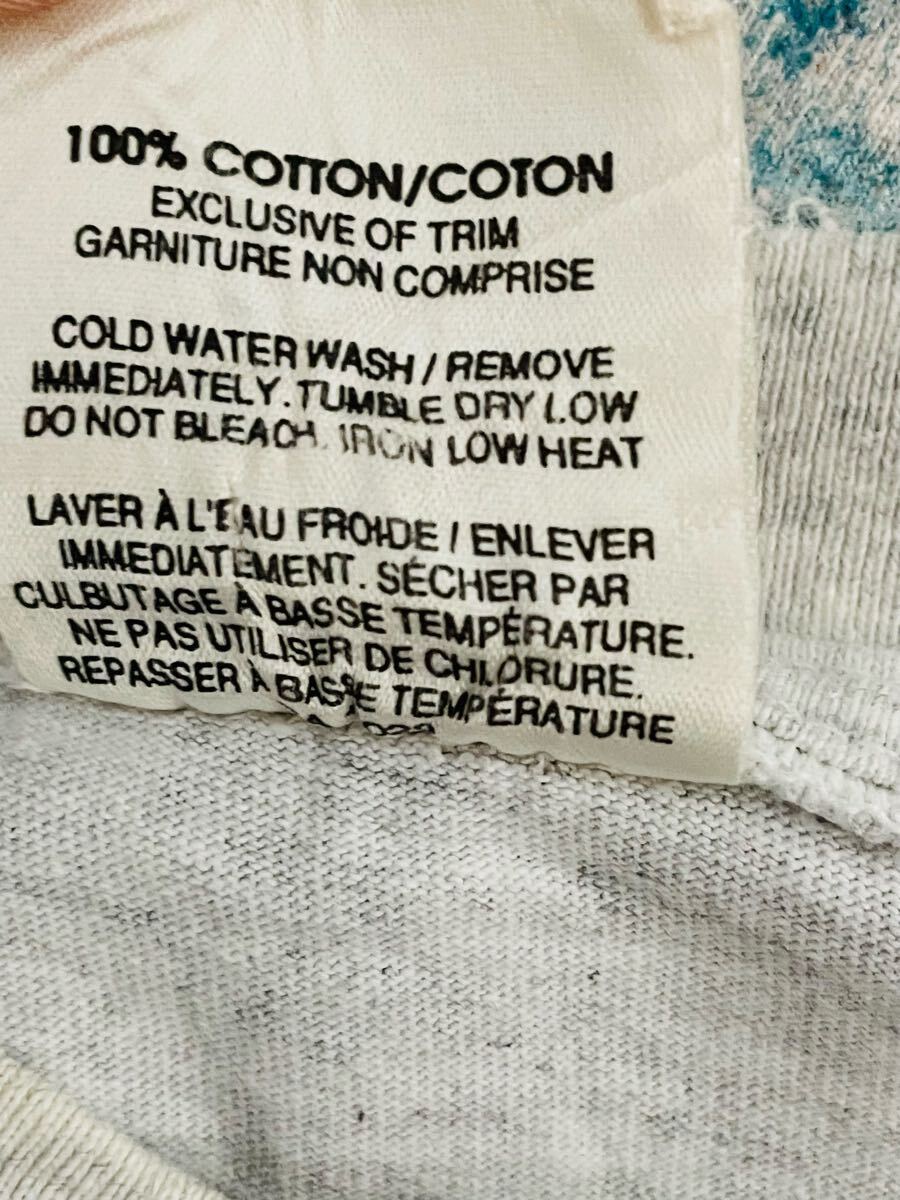 100% COTTON/COTON
EXCLUSIVE OF TRIM
GARNITURE NON COMPRISE
COLD WATER WASH / REMOVE
IMMEDIATELY. TUMBLE DRY LOW
DO NOT BLEACH. IRON LOW HEAT
LAVER À L'EAU FROIDE / ENLEVER
IMMEDIATEMENT. SÉCHER PAR
CULBUTAGE À BASSE TEMPÉRATURE.
NE PAS UTILISER DE CHLORURE.
REPASSER À BASSE TEMPÉRATURE